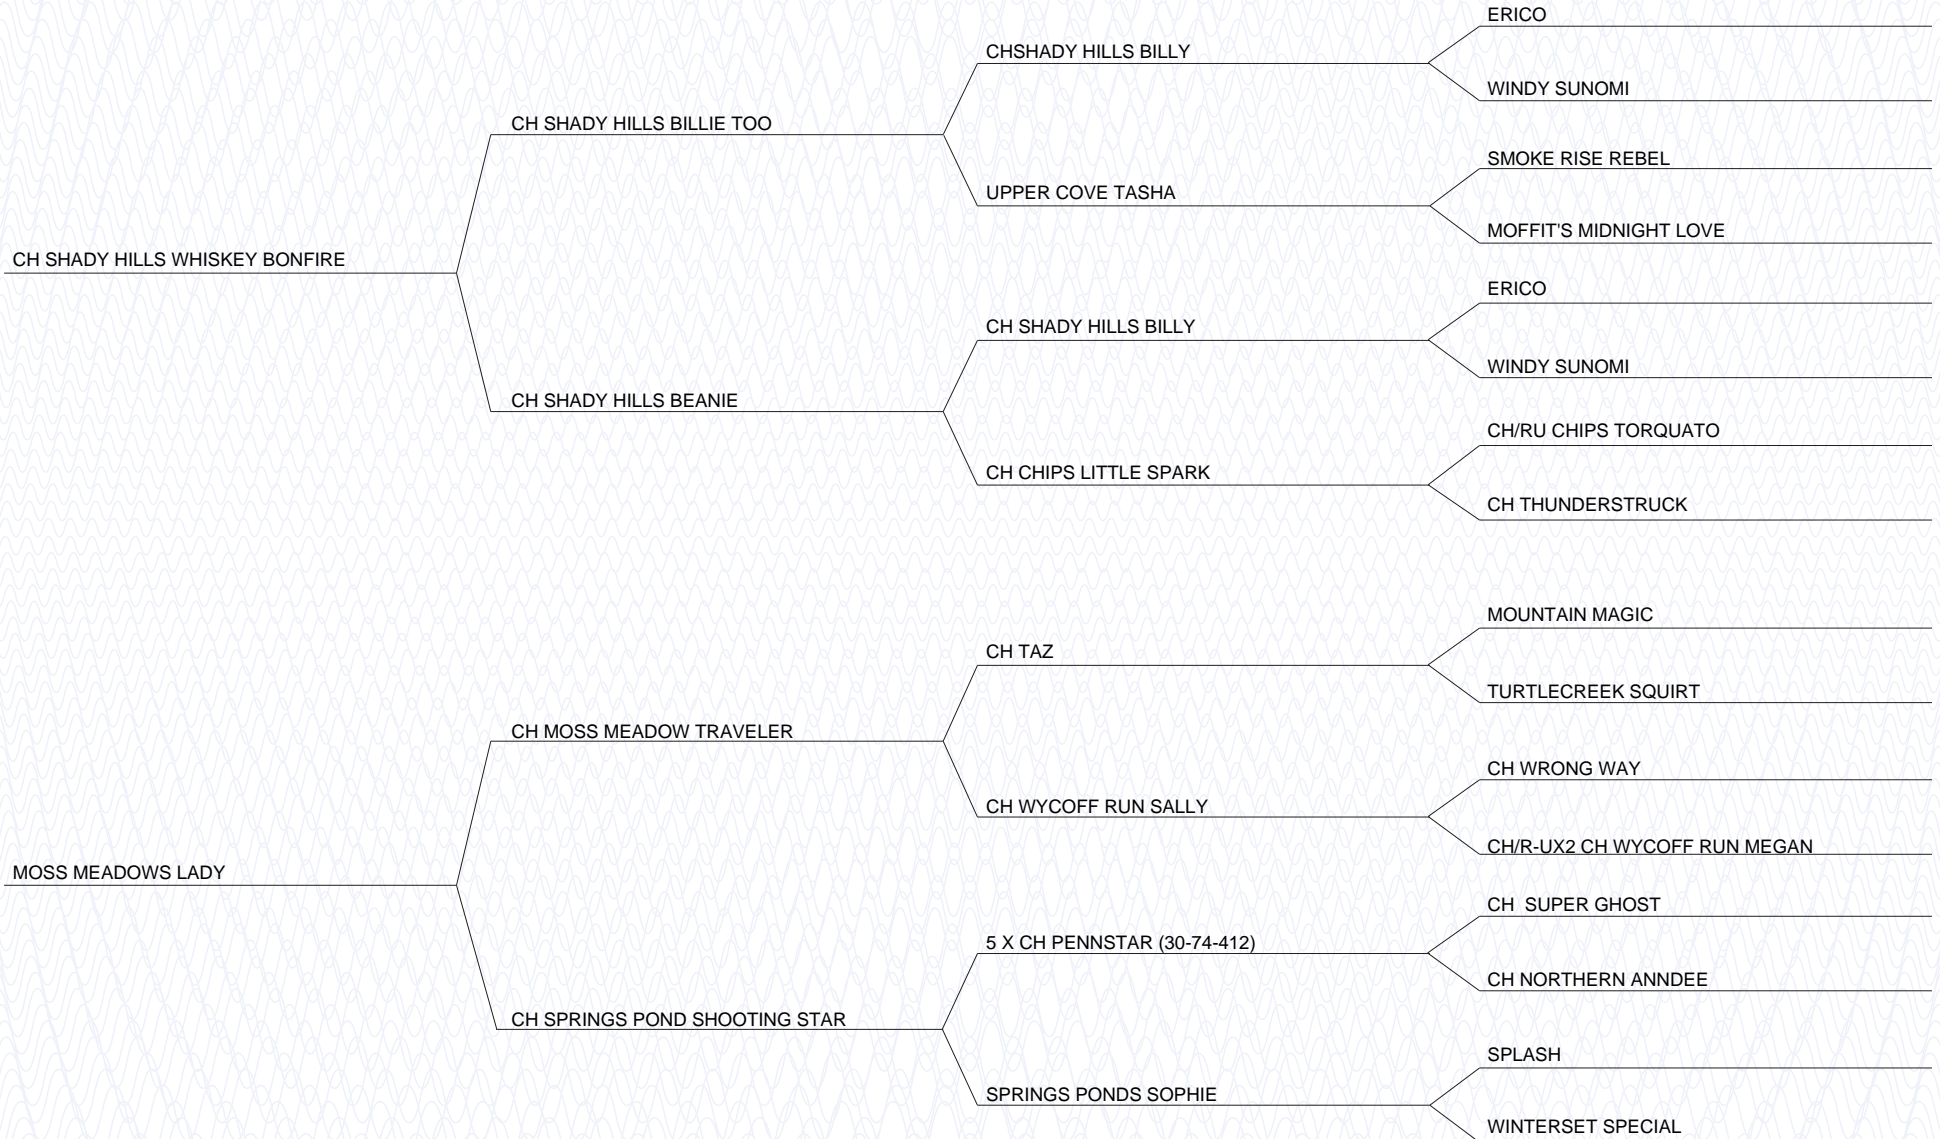 ERICO
CHSHADY HILLS BILLY
WINDY SUNOMI
CH SHADY HILLS BILLIE TOO
SMOKE RISE REBEL
UPPER COVE TASHA
MOFFIT'S MIDNIGHT LOVE
CH SHADY HILLS WHISKEY BONFIRE
ERICO
CH SHADY HILLS BILLY
WINDY SUNOMI
CH SHADY HILLS BEANIE
CH/RU CHIPS TORQUATO
CH CHIPS LITTLE SPARK
CH THUNDERSTRUCK
MOUNTAIN MAGIC
CH TAZ
TURTLECREEK SQUIRT
CH MOSS MEADOW TRAVELER
CH WRONG WAY
CH WYCOFF RUN SALLY
CH/R-UX2 CH WYCOFF RUN MEGAN
MOSS MEADOWS LADY
CH  SUPER GHOST
5 X CH PENNSTAR (30-74-412)
CH NORTHERN ANNDEE
CH SPRINGS POND SHOOTING STAR
SPLASH
SPRINGS PONDS SOPHIE
WINTERSET SPECIAL